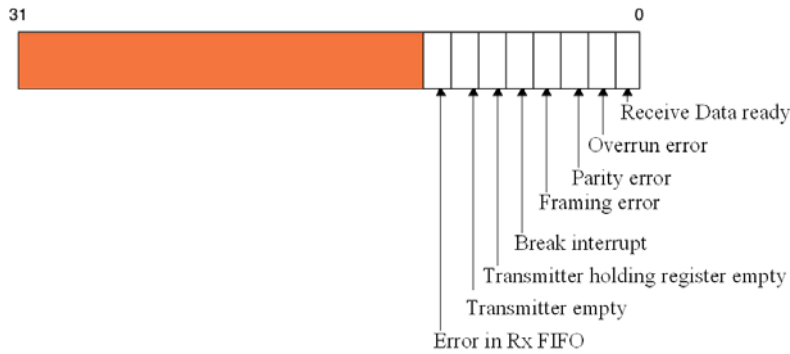 31
0
Receive Data ready
Overrun error
Parity error
Framing error
Break interrupt
Transmitter holding register empty
Transmitter empty
Error in Rx FIFO